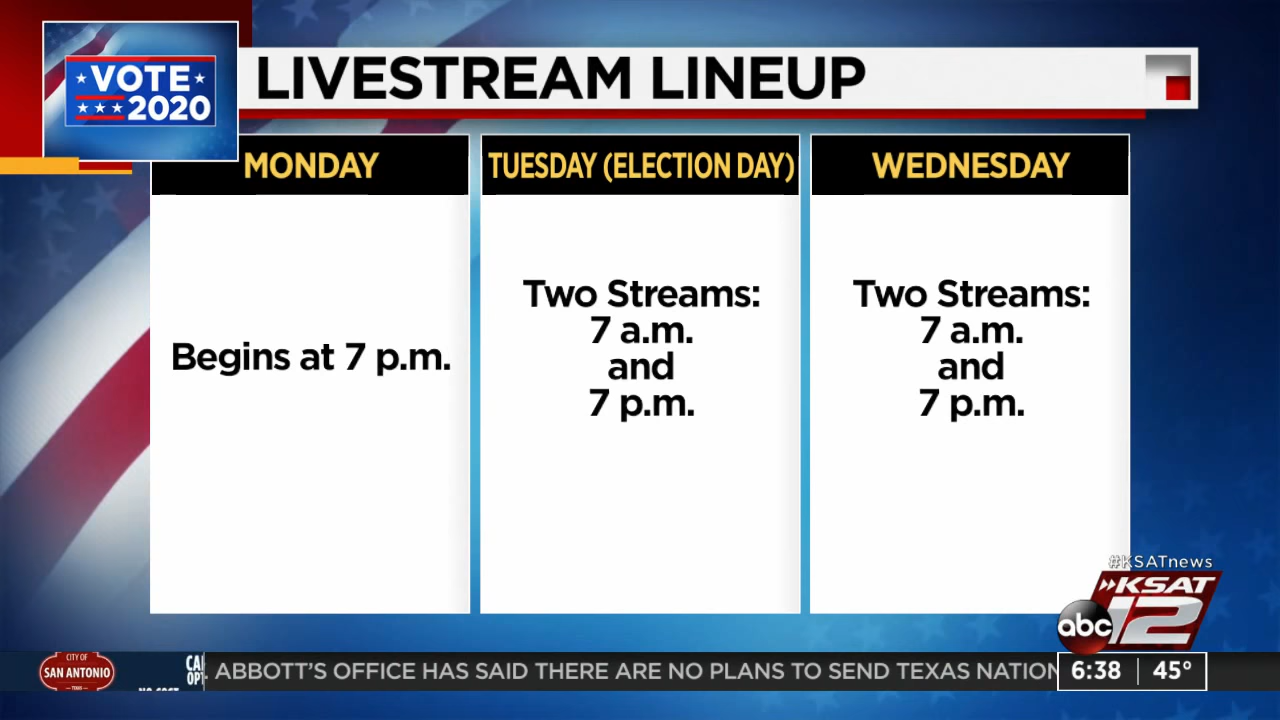 VOTE
2020
LIVESTREAM LINEUP
MONDAY
TUESDAY (ELECTION DAY)
WEDNESDAY
Begins at 7 p.m.
Two Streams:
7 a.m.
and
7 p.m.
Two Streams:
7 a.m.
and
7 p.m.
#KSATnews
KSAT
12
abc
CITY OF
SAN ANTONIO
TEXAS
ABBOTT'S OFFICE HAS SAID THERE ARE NO PLANS TO SEND TEXAS NATION
6:38
45°